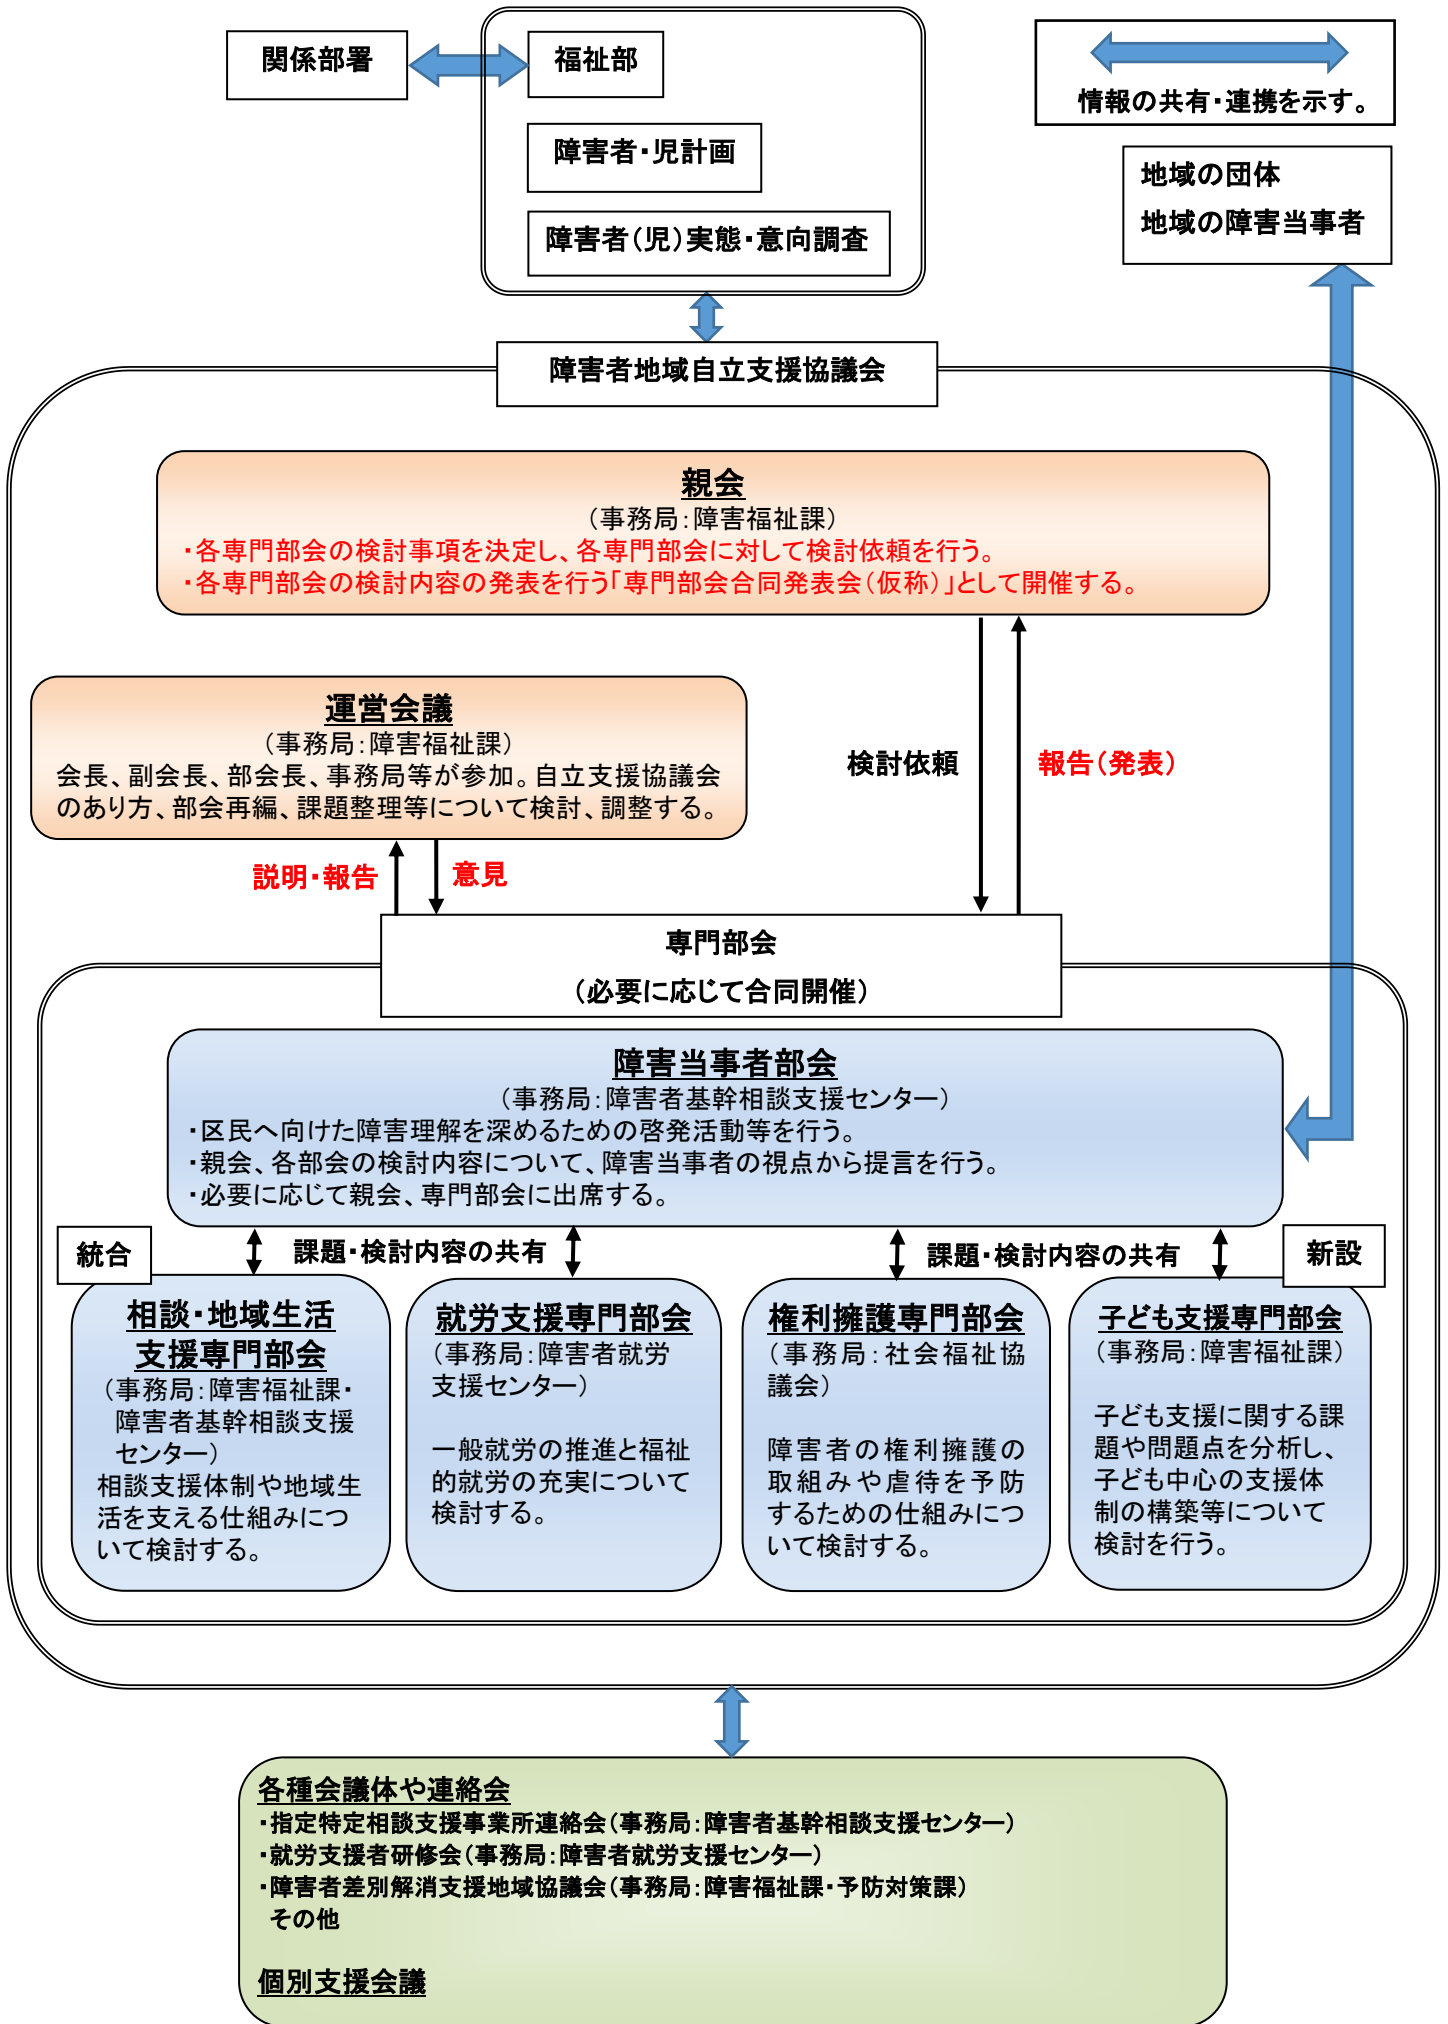 関係部署
福祉部
障害者・児計画
障害者(児)実態・意向調査
情報の共有・連携を示す。
地域の団体
地域の障害当事者
障害者地域自立支援協議会
親会
(事務局:障害福祉課)
・各専門部会の検討事項を決定し、各専門部会に対して検討依頼を行う。
・各専門部会の検討内容の発表を行う「専門部会合同発表会(仮称)」として開催する。
運営会議
(事務局:障害福祉課)
会長、副会長、部会長、事務局等が参加。自立支援協議会
のあり方、部会再編、課題整理等について検討、調整する。
検討依頼
報告(発表)
説明・報告
意見
専門部会
(必要に応じて合同開催)
障害当事者部会
(事務局:障害者基幹相談支援センター)
・区民へ向けた障害理解を深めるための啓発活動等を行う。
・親会、各部会の検討内容について、障害当事者の視点から提言を行う。
・必要に応じて親会、専門部会に出席する。
統合
課題・検討内容の共有
課題・検討内容の共有
新設
相談・地域生活
支援専門部会
(事務局:障害福祉課・
障害者基幹相談支援
センター)
相談支援体制や地域生
活を支える仕組みにつ
いて検討する。
就労支援専門部会
(事務局:障害者就労
支援センター)
一般就労の推進と福祉
的就労の充実について
検討する。
権利擁護専門部会
(事務局:社会福祉協
議会)
障害者の権利擁護の
取組みや虐待を予防
するための仕組みにつ
いて検討する。
子ども支援専門部会
(事務局:障害福祉課)
子ども支援に関する課
題や問題点を分析し、
子ども中心の支援体
制の構築等について
検討を行う。
各種会議体や連絡会
・指定特定相談支援事業所連絡会(事務局:障害者基幹相談支援センター)
・就労支援者研修会(事務局:障害者就労支援センター)
・障害者差別解消支援地域協議会(事務局:障害福祉課・予防対策課)
その他
個別支援会議